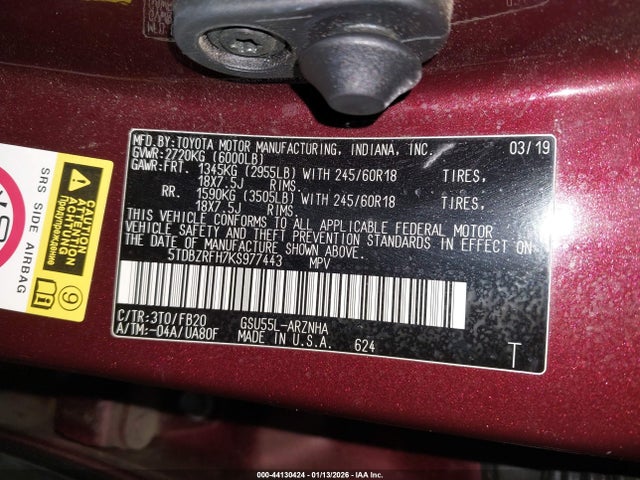 MFD.BY:TOYOTA MOTOR MANUFACTURING, INDIANA, INC. 03/19
GVWR:2720KG (6000LB)
GAWR:FRT. 1345KG (2955LB) WITH 245/60R18 TIRES,
18X7.5J RIMS.
RR. 1590KG (3505LB) WITH 245/60R18 TIRES,
18X7.5J RIMS.
THIS VEHICLE CONFORMS TO ALL APPLICABLE FEDERAL MOTOR
VEHICLE SAFETY AND THEFT PREVENTION STANDARDS IN EFFECT ON
THE DATE OF MANUFACTURE SHOWN ABOVE.
5TDBZRFH7KS977443 MPV
C/TR:3T0/FB20 GSU55L-ARZNHA
A/TM:-04A/UA80F MADE IN U.S.A. 624
T
SRS SIDE AIRBAG
ATTENTION
ACHTUNG
Предупреждение
9
000-44130424 - 01/13/2026 - IAA Inc.